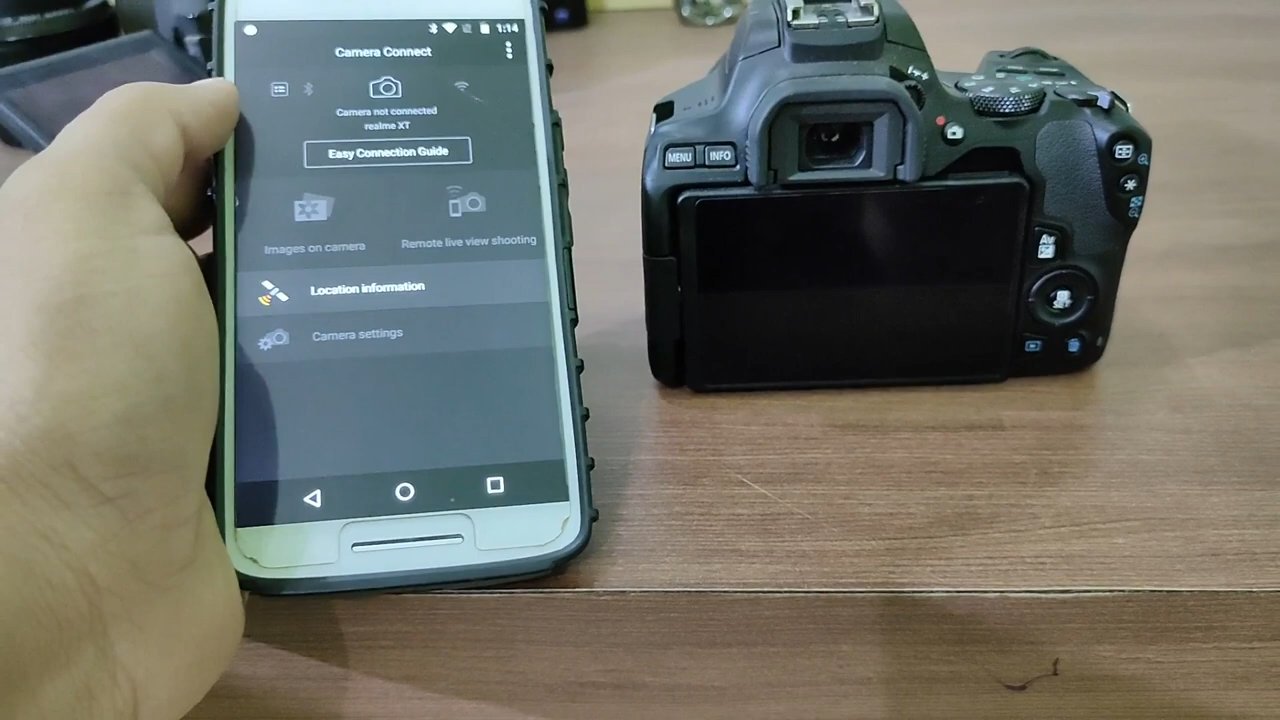 1:14
Camera Connect
Camera not connected
realme XT
Easy Connection Guide
Images on camera
Remote live view shooting
Location information
Camera settings
MENU
INFO
Q